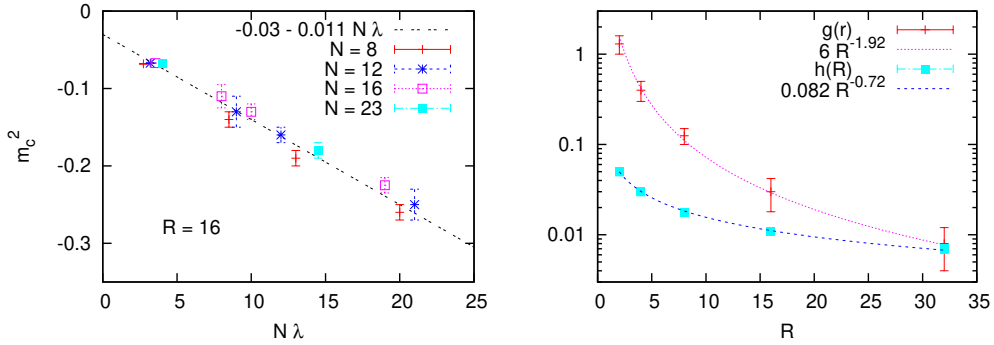 -0.03 - 0.011 N λ
N = 8
N = 12
N = 16
N = 23
-0.1
-0.2
-0.3
m_c^2
R = 16
0 5 10 15 20 25
N λ
g(r)
6 R^-1.92
h(R)
0.082 R^-0.72
1
0.1
0.01
0 5 10 15 20 25 30 35
R